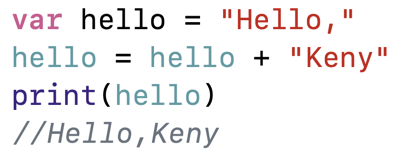 var hello = "Hello,"
hello = hello + "Keny"
print(hello)
//Hello,Keny